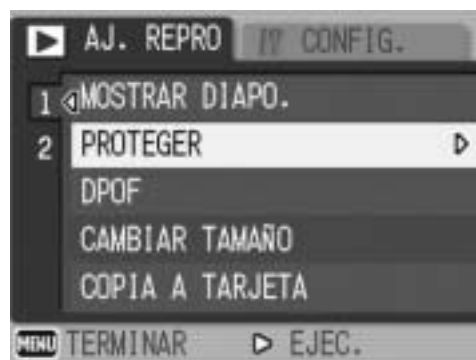 AJ. REPRO CONFIG.
1 MOSTRAR DIAPO.
2 PROTEGER
DPOF
CAMBIAR TAMAÑO
COPIA A TARJETA
MENU TERMINAR EJEC.